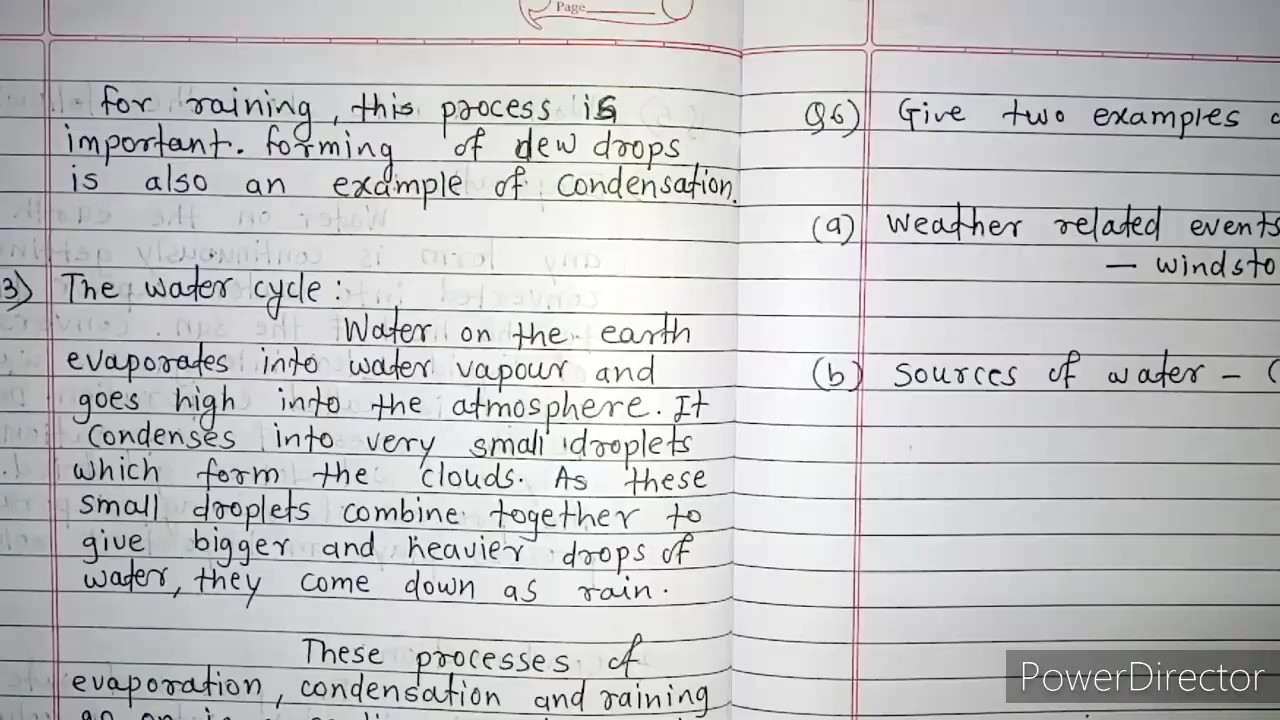 Page
for raining, this process is
important. forming of dew drops
is also an example of condensation.
3) The water cycle :
Water on the earth
evaporates into water vapour and
goes high into the atmosphere. It
condenses into very small droplets
which form the clouds. As these
small droplets combine together to
give bigger and heavier drops of
water, they come down as rain.
These processes of
evaporation, condensation and raining
Q6) Give two examples
(a) Weather related events
— windsto
(b) Sources of water – (
PowerDirector